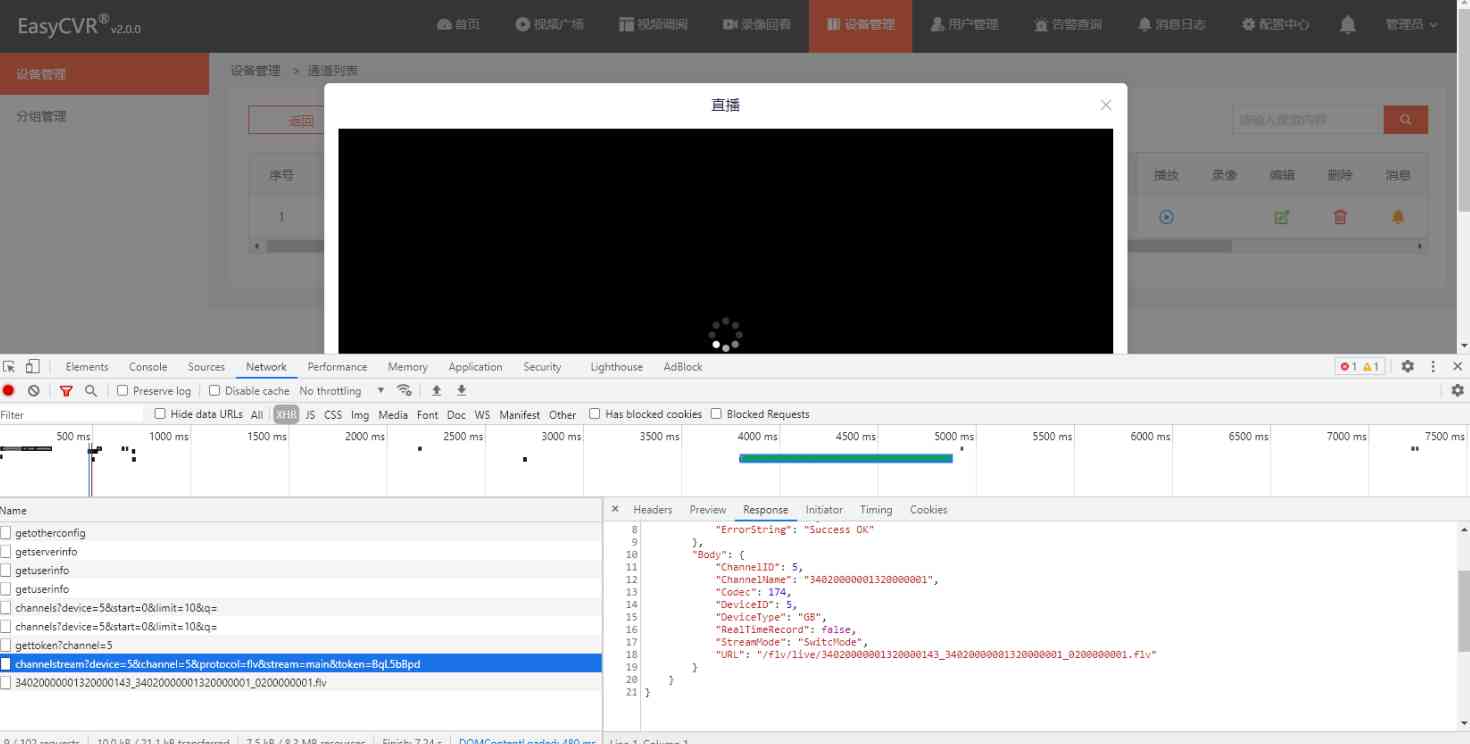 EasyCVR® v2.0.0 首页 视频广场 视频调阅 录像回看 设备管理 用户管理 告警查询 消息日志 配置中心 管理员
设备管理
设备管理 > 通道列表
分组管理
直播
返回
序号 播放 录像 编辑 删除 消息
1
Elements Console Sources Network Performance Memory Application Security Lighthouse AdBlock 1 1
Preserve log Disable cache No throttling
Filter Hide data URLs All XHR JS CSS Img Media Font Doc WS Manifest Other Has blocked cookies Blocked Requests
500 ms 1000 ms 1500 ms 2000 ms 2500 ms 3000 ms 3500 ms 4000 ms 4500 ms 5000 ms 5500 ms 6000 ms 6500 ms 7000 ms 7500 ms
Name
getotherconfig
getserverinfo
getuserinfo
getuserinfo
channels?device=5&start=0&limit=10&q=
channels?device=5&start=0&limit=10&q=
gettoken?channel=5
channelstream?device=5&channel=5&protocol=flv&stream=main&token=BqL5bBpd
34020000001320000143_34020000001320000001_0200000001.flv
9 / 102 requests 10.0 kB / 21.1 kB transferred 7.5 kB / 8.3 MB resources Finish: 7.24 s DOMContentLoaded: 480 ms
Headers Preview Response Initiator Timing Cookies
8 "ErrorString": "Success OK"
9 },
10 "Body": {
11 "ChannelID": 5,
12 "ChannelName": "34020000001320000001",
13 "Codec": 174,
14 "DeviceID": 5,
15 "DeviceType": "GB",
16 "RealTimeRecord": false,
17 "StreamMode": "SwitcMode",
18 "URL": "/flv/live/34020000001320000143_34020000001320000001_0200000001.flv"
19 }
20 }
21 }
Line 1, Column 1